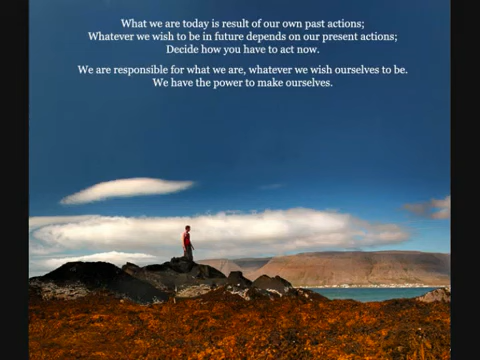 What we are today is result of our own past actions;
Whatever we wish to be in future depends on our present actions;
Decide how you have to act now.
We are responsible for what we are, whatever we wish ourselves to be.
We have the power to make ourselves.